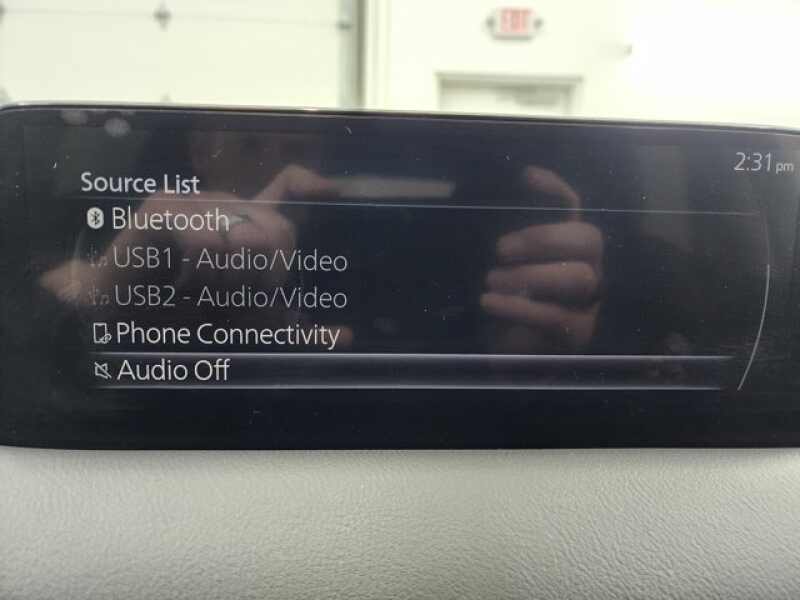 EXIT
2:31 pm
Source List
Bluetooth
USB1 - Audio/Video
USB2 - Audio/Video
Phone Connectivity
Audio Off